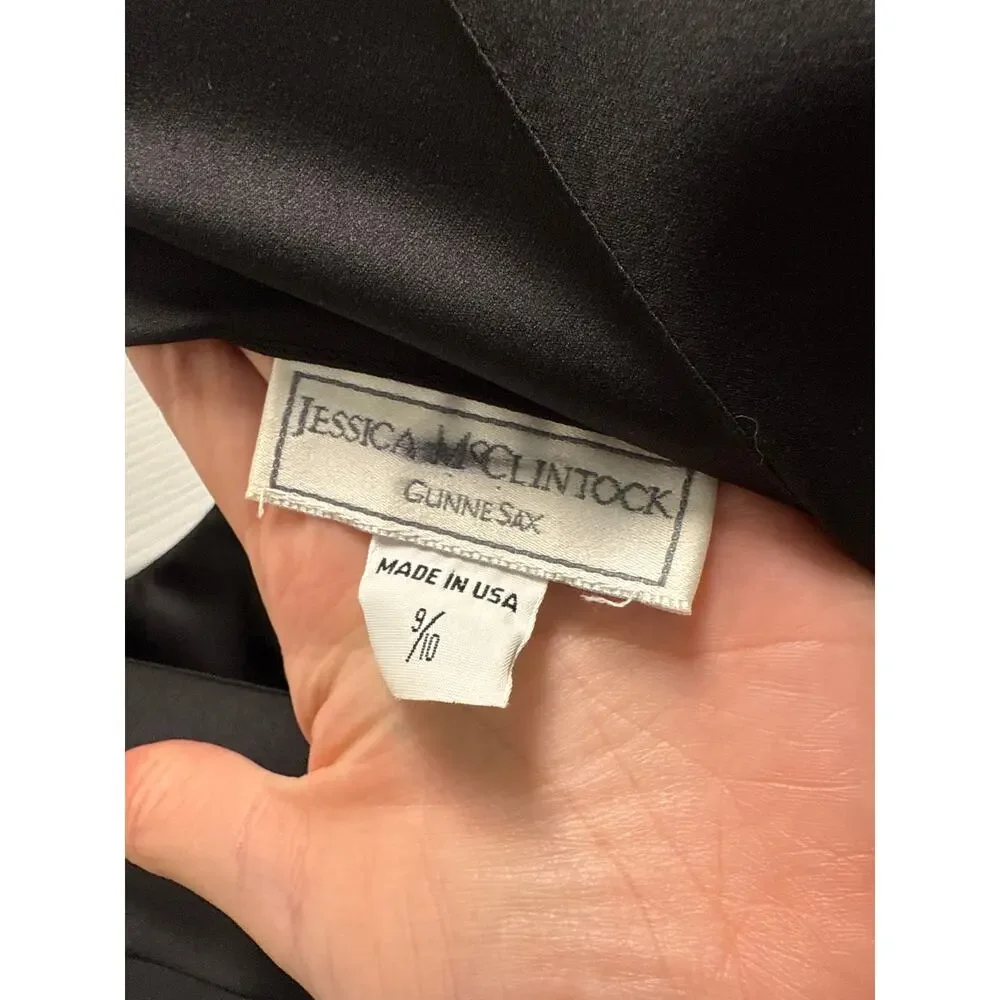 JESSICA McCLINTOCK
GUNNE SAX
MADE IN USA
9/10